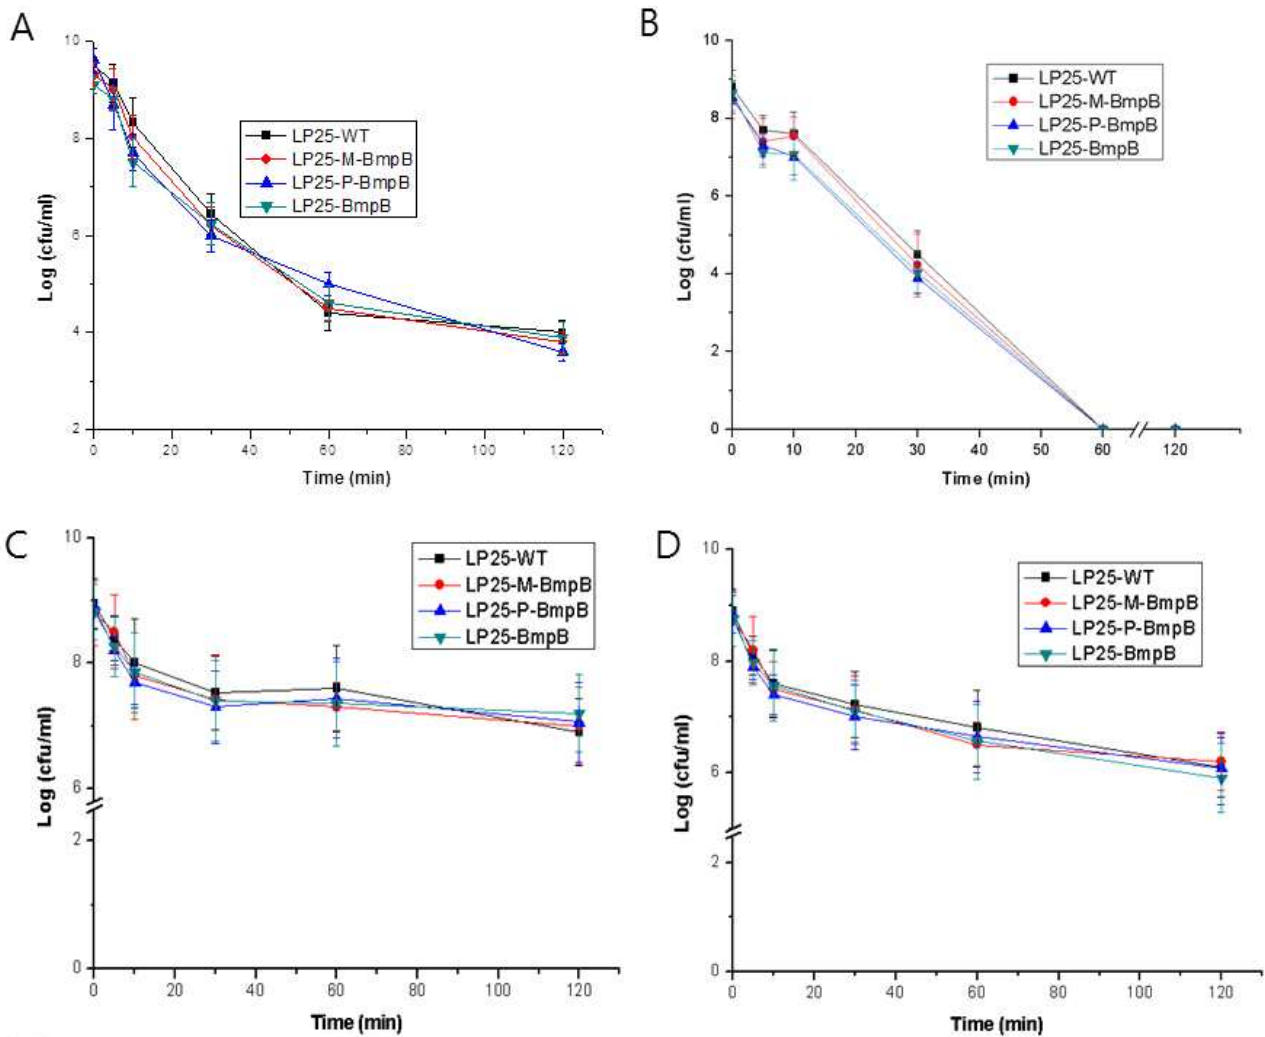 A
10
8
6
4
2
Log (cfu/ml)
0 20 40 60 80 100 120
Time (min)
LP25-WT
LP25-M-BmpB
LP25-P-BmpB
LP25-BmpB
B
10
8
6
4
2
0
Log (cfu/ml)
0 10 20 30 40 50 60 120
Time (min)
LP25-WT
LP25-M-BmpB
LP25-P-BmpB
LP25-BmpB
C
10
8
6
2
0
Log (cfu/ml)
0 20 40 60 80 100 120
Time (min)
LP25-WT
LP25-M-BmpB
LP25-P-BmpB
LP25-BmpB
D
10
8
6
2
0
Log (cfu/ml)
0 20 40 60 80 100 120
Time (min)
LP25-WT
LP25-M-BmpB
LP25-P-BmpB
LP25-BmpB